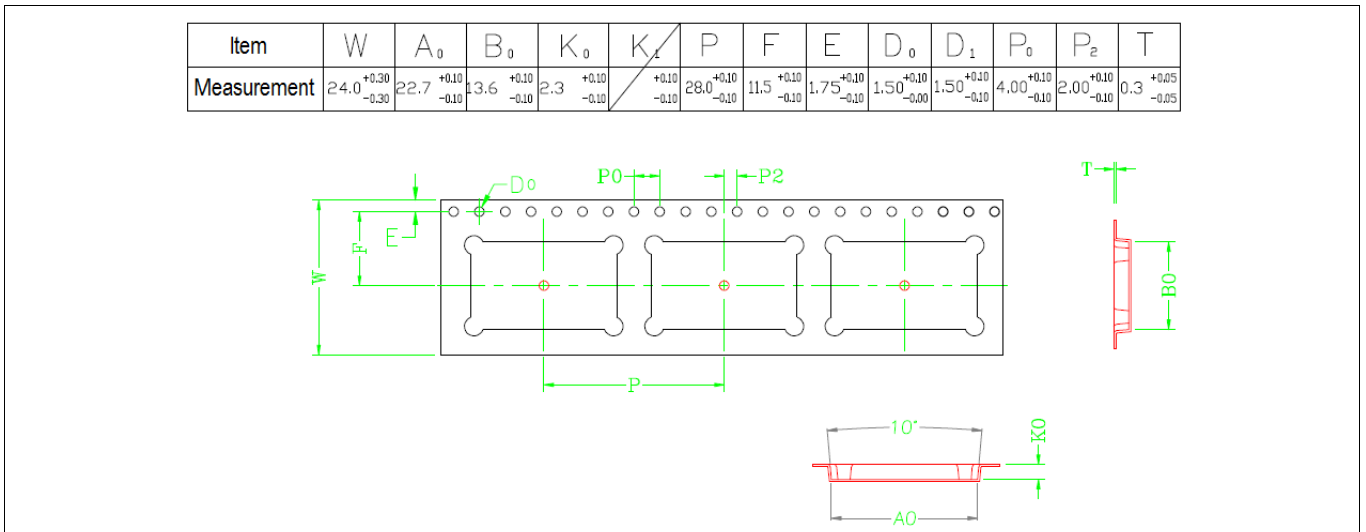 Item W A0 B0 K0 K1 P F E D0 D1 P0 P2 T
Measurement 24.0 +0.30 -0.30 22.7 +0.10 -0.10 13.6 +0.10 -0.10 2.3 +0.10 -0.10 +0.10 -0.10 28.0 +0.10 -0.10 11.5 +0.10 -0.10 1.75 +0.10 -0.10 1.50 +0.10 -0.00 1.50 +0.10 -0.10 4.00 +0.10 -0.10 2.00 +0.10 -0.10 0.3 +0.05 -0.05
P0 P2 T
D0
E
F
W
B0
P
10°
K0
A0